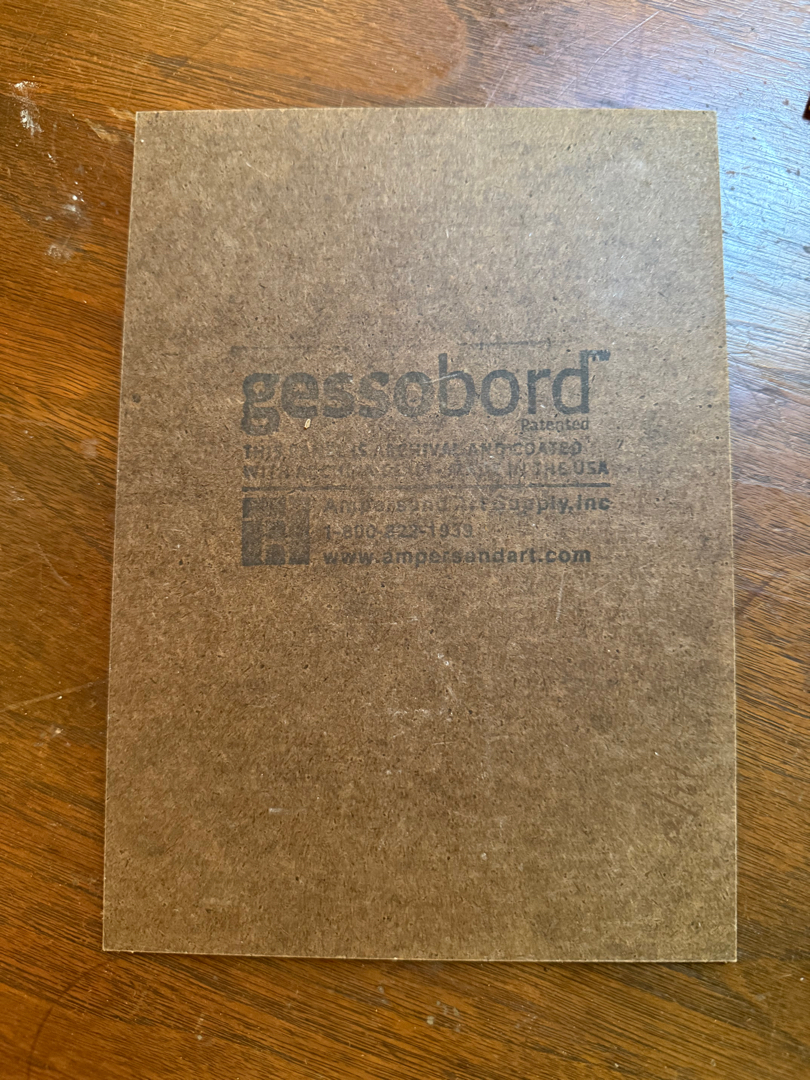 gessobord™
Patented
THIS PANEL IS ARCHIVAL AND COATED
IN THE USA
Ampersand Art Supply, Inc
1-800-822-1939
www.ampersandart.com